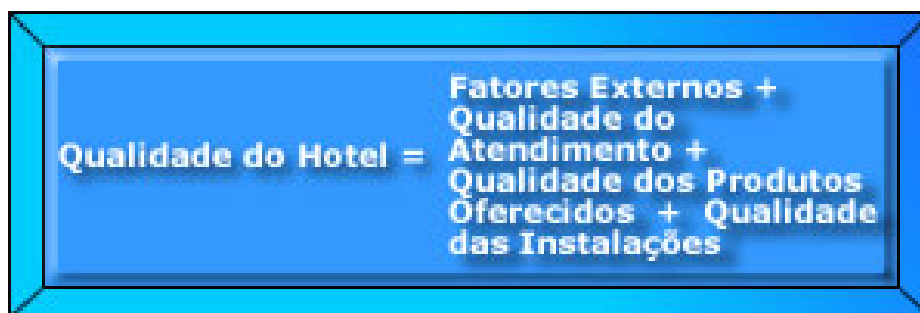 Qualidade do Hotel =
Fatores Externos +
Qualidade do
Atendimento +
Qualidade dos Produtos
Oferecidos + Qualidade
das Instalações